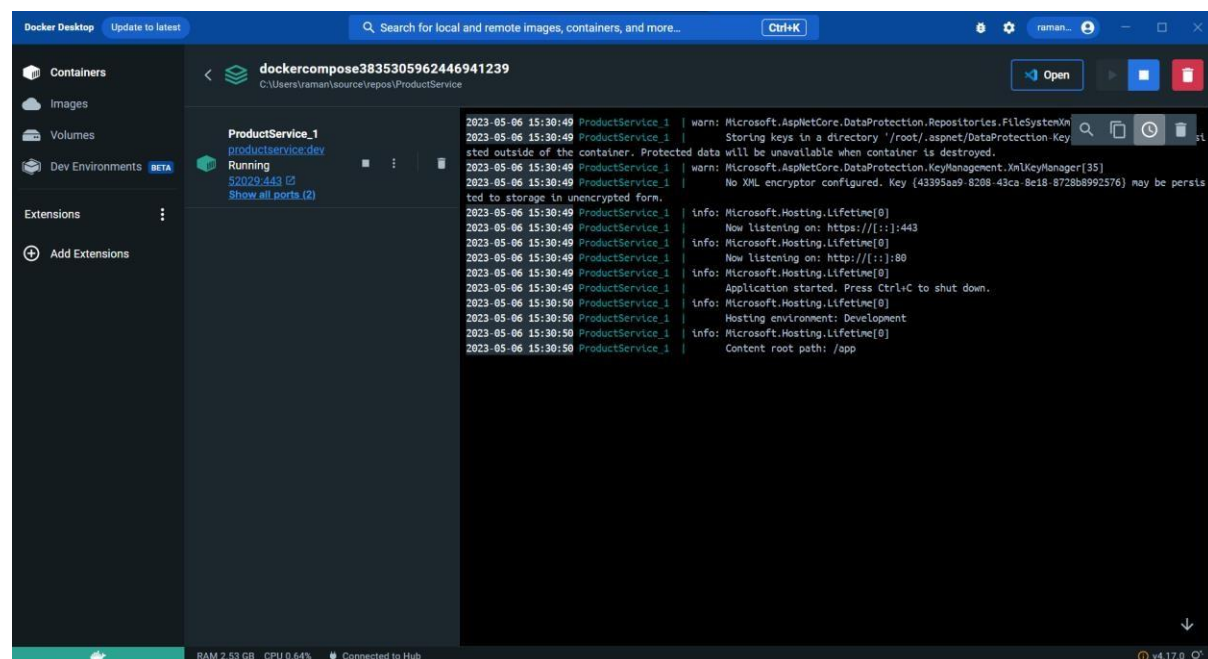 Docker Desktop Update to latest
Search for local and remote images, containers, and more... Ctrl+K
raman...
Containers
Images
Volumes
Dev Environments BETA
Extensions
Add Extensions
dockercompose3835305962446941239
C:\Users\raman\source\repos\ProductService
Open
ProductService_1
productservice:dev
Running
52029:443
Show all ports (2)
2023-05-06 15:30:49 ProductService_1 | warn: Microsoft.AspNetCore.DataProtection.Repositories.FileSystemXm
2023-05-06 15:30:49 ProductService_1 | Storing keys in a directory '/root/.aspnet/DataProtection-Key si
sted outside of the container. Protected data will be unavailable when container is destroyed.
2023-05-06 15:30:49 ProductService_1 | warn: Microsoft.AspNetCore.DataProtection.KeyManagement.XmlKeyManager[35]
2023-05-06 15:30:49 ProductService_1 | No XML encryptor configured. Key {43395aa9-8208-43ca-8e18-8728b8992576} may be persis
ted to storage in unencrypted form.
2023-05-06 15:30:49 ProductService_1 | info: Microsoft.Hosting.Lifetime[0]
2023-05-06 15:30:49 ProductService_1 | Now listening on: https://[::]:443
2023-05-06 15:30:49 ProductService_1 | info: Microsoft.Hosting.Lifetime[0]
2023-05-06 15:30:49 ProductService_1 | Now listening on: http://[::]:80
2023-05-06 15:30:49 ProductService_1 | info: Microsoft.Hosting.Lifetime[0]
2023-05-06 15:30:49 ProductService_1 | Application started. Press Ctrl+C to shut down.
2023-05-06 15:30:50 ProductService_1 | info: Microsoft.Hosting.Lifetime[0]
2023-05-06 15:30:50 ProductService_1 | Hosting environment: Development
2023-05-06 15:30:50 ProductService_1 | info: Microsoft.Hosting.Lifetime[0]
2023-05-06 15:30:50 ProductService_1 | Content root path: /app
RAM 2.53 GB CPU 0.64% Connected to Hub
v4.17.0